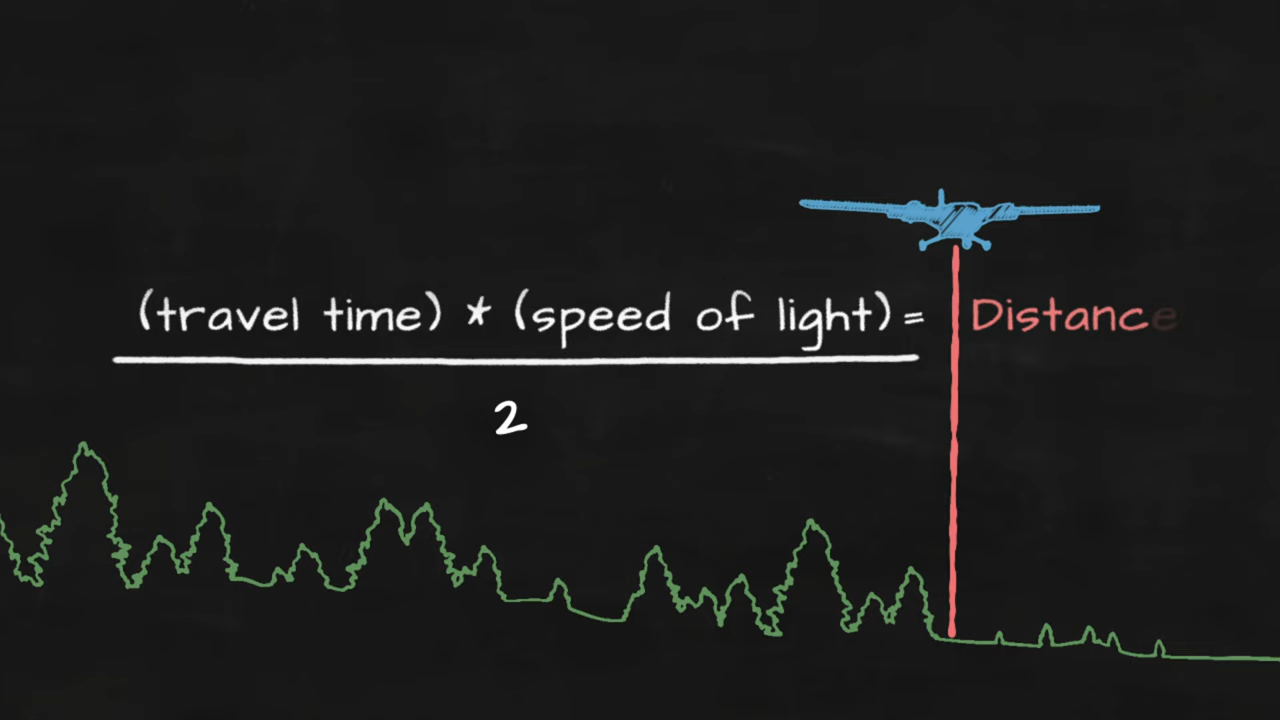 (travel time) * (speed of light) = Distance
2